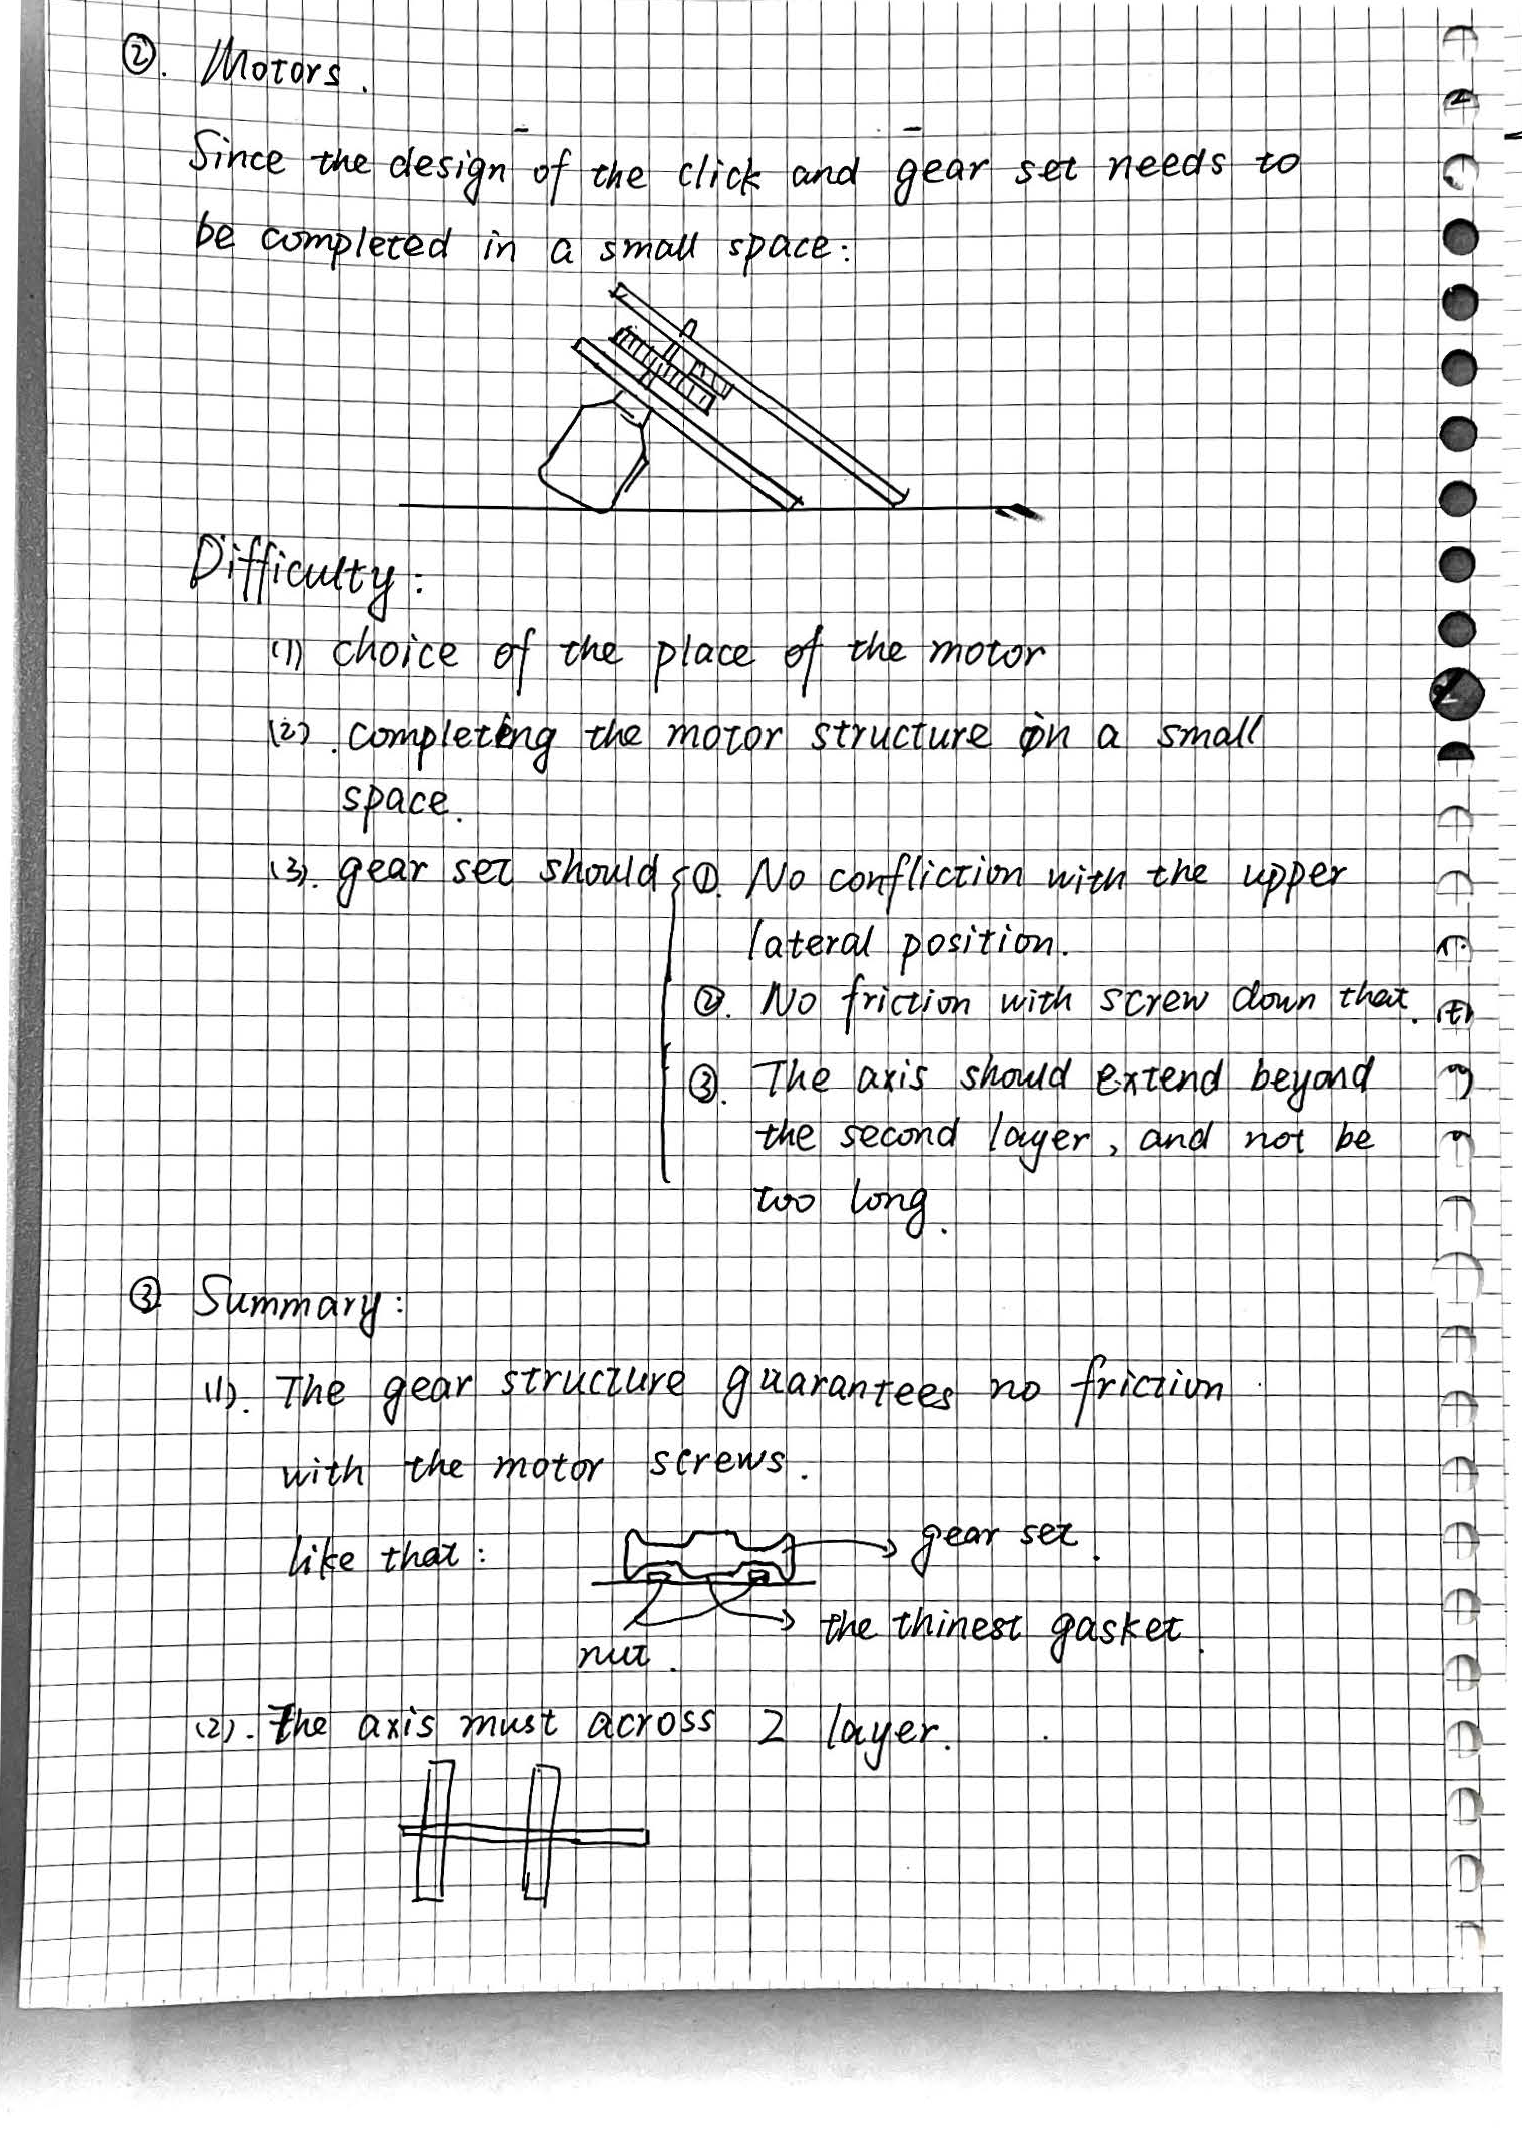 ②. Motors.
Since the design of the click and gear set needs to
be completed in a small space:
Difficulty:
(1) choice of the place of the motor
(2). completing the motor structure in a small
space.
(3). gear set should ①. No confliction with the upper
lateral position.
②. No friction with screw down that.
③. The axis should extend beyond
the second layer, and not be
too long.
③ Summary:
(1). The gear structure guarantees no friction
with the motor screws.
like that: gear set.
the thinest gasket.
nut.
(2). The axis must across 2 layer.